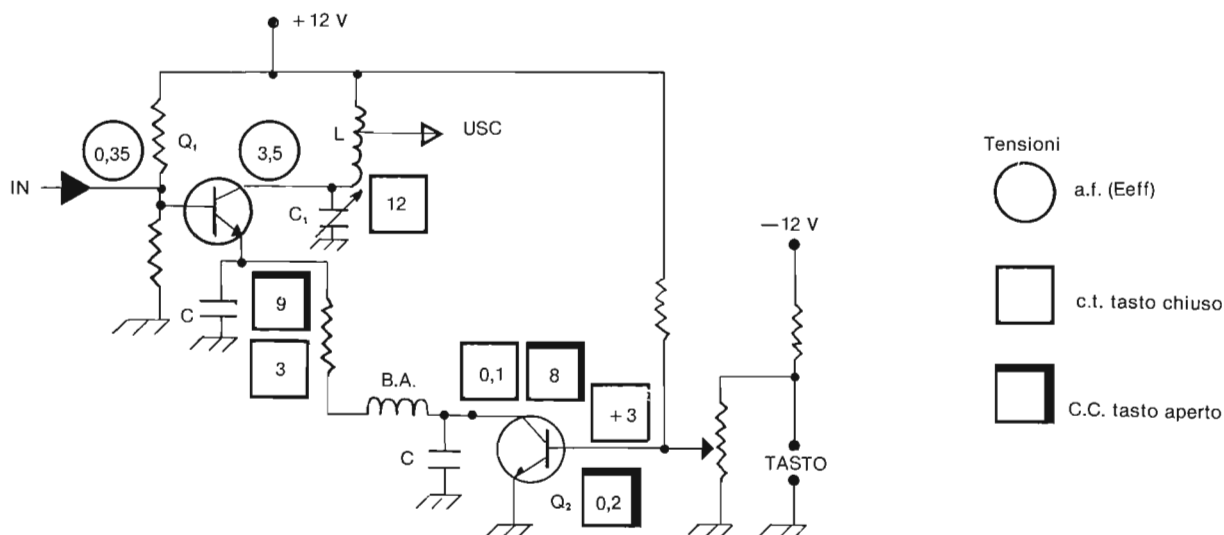 + 12 V
Q₁
0,35
3,5
L
USC
IN
C₁
12
Tensioni
a.f. (Eeff)
— 12 V
C
9
3
c.t. tasto chiuso
B.A.
0,1
8
+ 3
C
Q₂
0,2
TASTO
C.C. tasto aperto